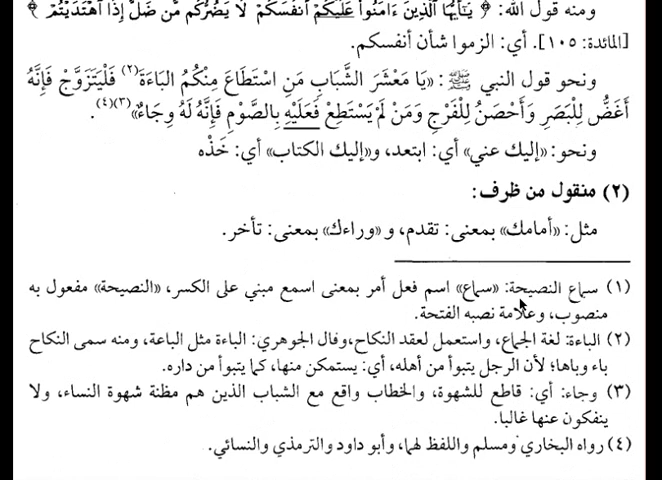 ومنه قول الله: ﴿ يَـٰٓأَيُّهَا ٱلَّذِينَ ءَامَنُوا۟ عَلَيْكُمْ أَنفُسَكُمْ لَا يَضُرُّكُم مَّن ضَلَّ إِذَا ٱهْتَدَيْتُمْ ﴾
[المائدة: ١٠٥]. أي: الزموا شأن أنفسكم.
ونحو قول النبي ﷺ: «يَا مَعْشَرَ الشَّبَابِ مَنِ اسْتَطَاعَ مِنْكُمُ البَاءَةَ(٢) فَلْيَتَزَوَّجْ فَإِنَّهُ
أَغَضُّ لِلْبَصَرِ وَأَحْصَنُ لِلْفَرْجِ وَمَنْ لَمْ يَسْتَطِعْ فَعَلَيْهِ بِالصَّوْمِ فَإِنَّهُ لَهُ وِجَاءٌ»(٣)(٤).
ونحو: «إليك عني» أي: ابتعد، و«إليك الكتاب» أي: خَذْه
(٢) منقول من ظرف:
مثل: «أمامك» بمعنى: تقدم، و «وراءك» بمعنى: تأخر.
(١) سماع النصيحة: «سماع» اسم فعل أمر بمعنى اسمع مبني على الكسر، «النصيحة» مفعول به
منصوب، وعلامة نصبه الفتحة.
(٢) الباءة: لغة الجماع، واستعمل لعقد النكاح،وقال الجوهري: الباءة مثل الباعة، ومنه سمى النكاح
باء وباها؛ لأن الرجل يتبوأ من أهله، أي: يستمكن منها، كما يتبوأ من داره.
(٣) وجاء: أي: قاطع للشهوة، والخطاب واقع مع الشباب الذين هم مظنة شهوة النساء، ولا
ينفكون عنها غالبا.
(٤) رواه البخاري ومسلم واللفظ لهما، وأبو داود والترمذي والنسائي.